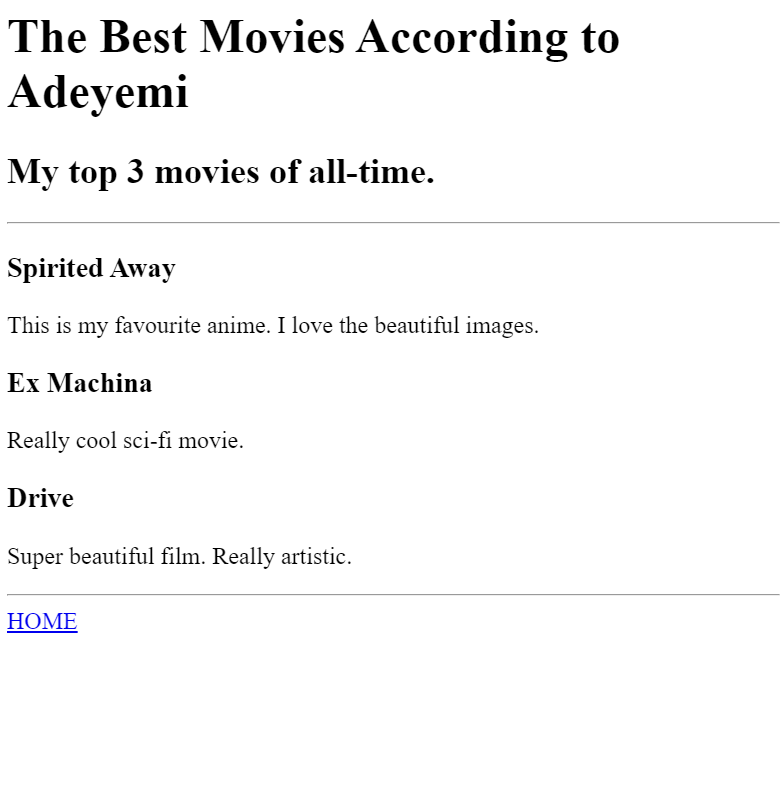 The Best Movies According to
Adeyemi
My top 3 movies of all-time.
Spirited Away
This is my favourite anime. I love the beautiful images.
Ex Machina
Really cool sci-fi movie.
Drive
Super beautiful film. Really artistic.
HOME